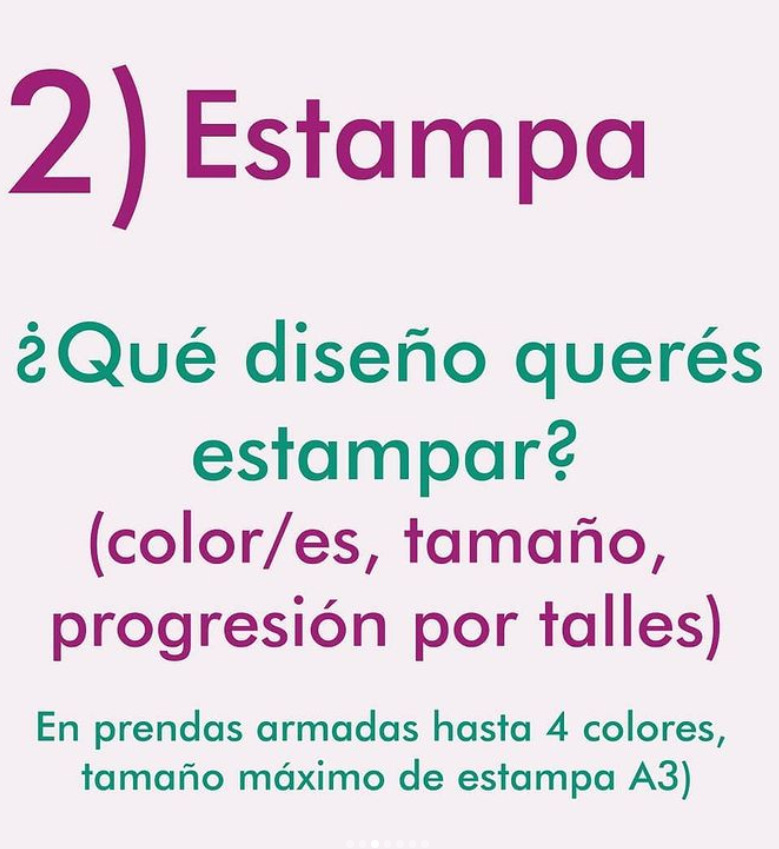 2) Estampa
¿Qué diseño querés
estampar?
(color/es, tamaño,
progresión por talles)
En prendas armadas hasta 4 colores,
tamaño máximo de estampa A3)